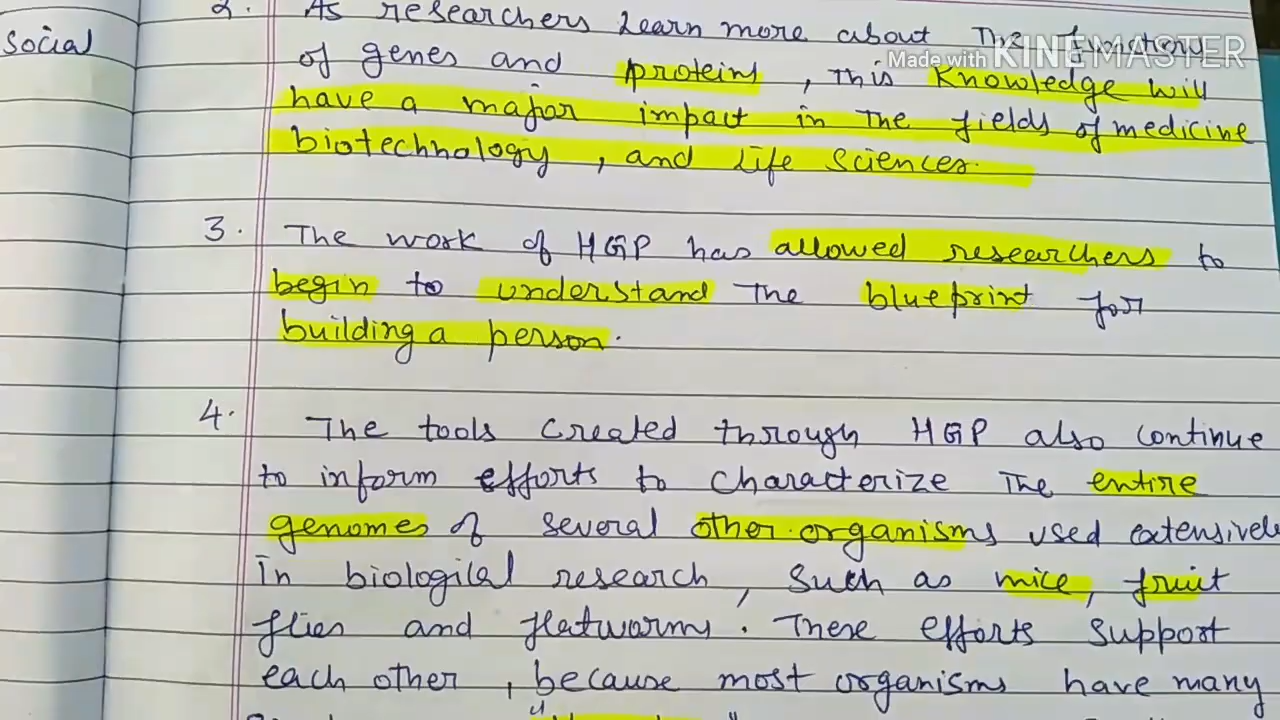 social
2. As researchers learn more about The
of genes and proteins, this knowledge will
Made with KINEMASTER
have a major impact in The fields of medicine
biotechnology, and life sciences.
3. The work of HGP has allowed researchers to
begin to understand The blueprint for
building a person.
4. The tools created through HGP also continue
to inform efforts to characterize The entire
genomes of several other organisms used extensively
In biological research, such as mice, fruit
flies and flatworms. These efforts support
each other, because most organisms have many